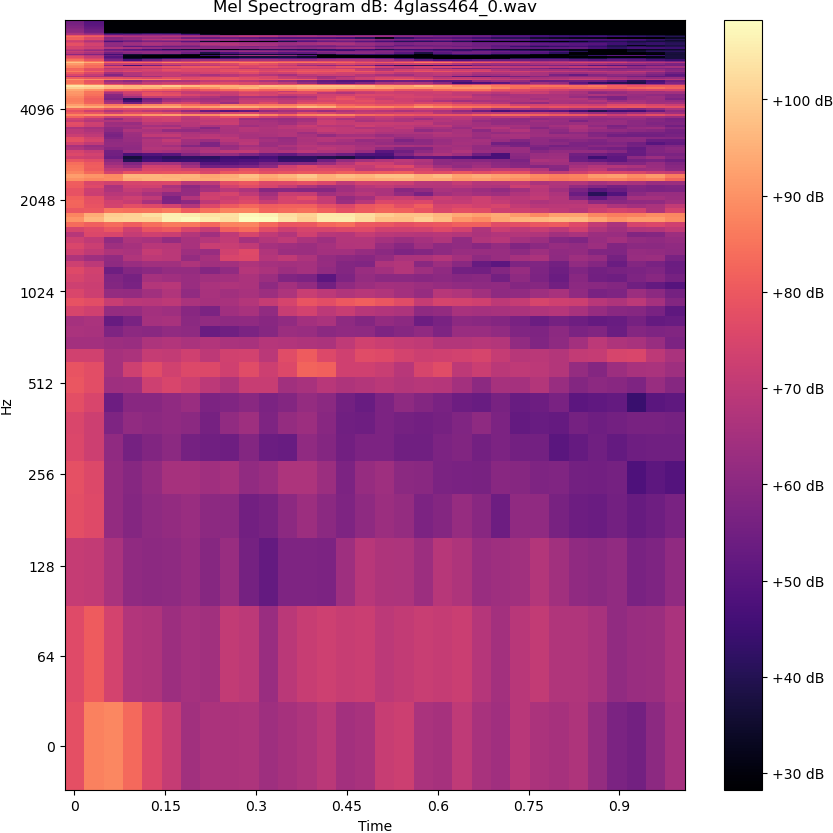 Mel Spectrogram dB: 4glass464_0.wav
+100 dB
4096
+90 dB
2048
+80 dB
1024
+70 dB
512
Hz
+60 dB
256
128
+50 dB
64
+40 dB
0
+30 dB
0 0.15 0.3 0.45 0.6 0.75 0.9
Time